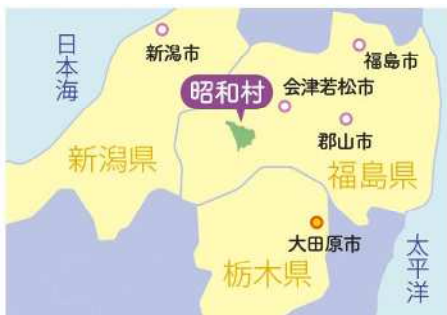 日本海
新潟市
福島市
会津若松市
昭和村
郡山市
新潟県
福島県
大田原市
栃木県
太平洋